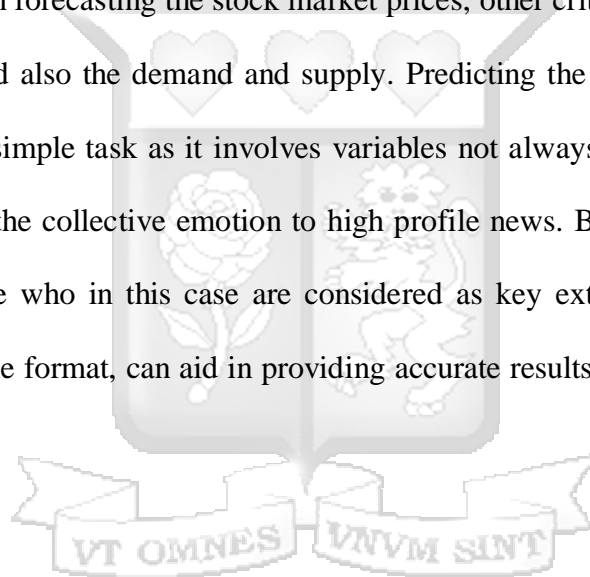 forecasting the stock market prices, other crit
also the demand and supply. Predicting the
simple task as it involves variables not always
the collective emotion to high profile news. B
who in this case are considered as key ext
format, can aid in providing accurate results
VT OMNES VNVM SINT